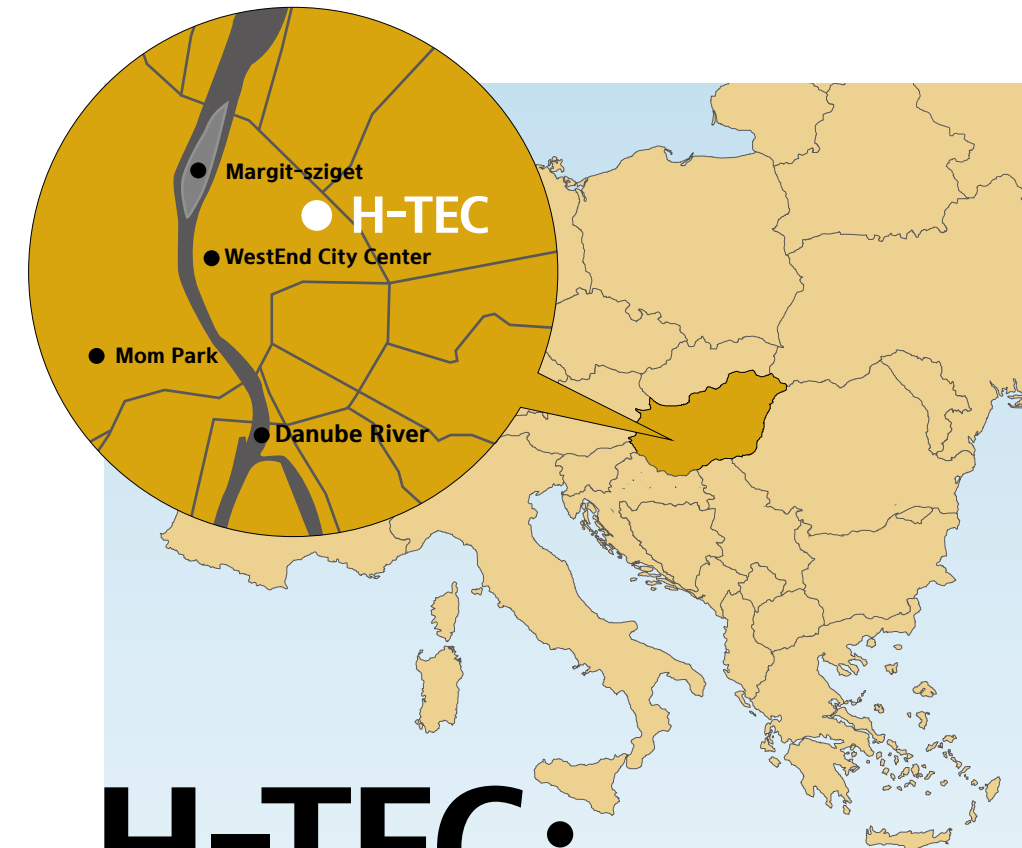 Margit-sziget
H-TEC
WestEnd City Center
Mom Park
Danube River
H-TEC: